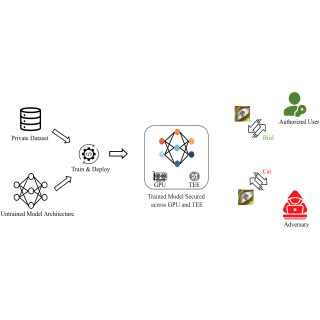 Private Dataset
Untrained Model Architecture
Train & Deploy
GPU
TEE
Trained Model Secured
across GPU and TEE
Authorized User
Bird
Cat
Adversary